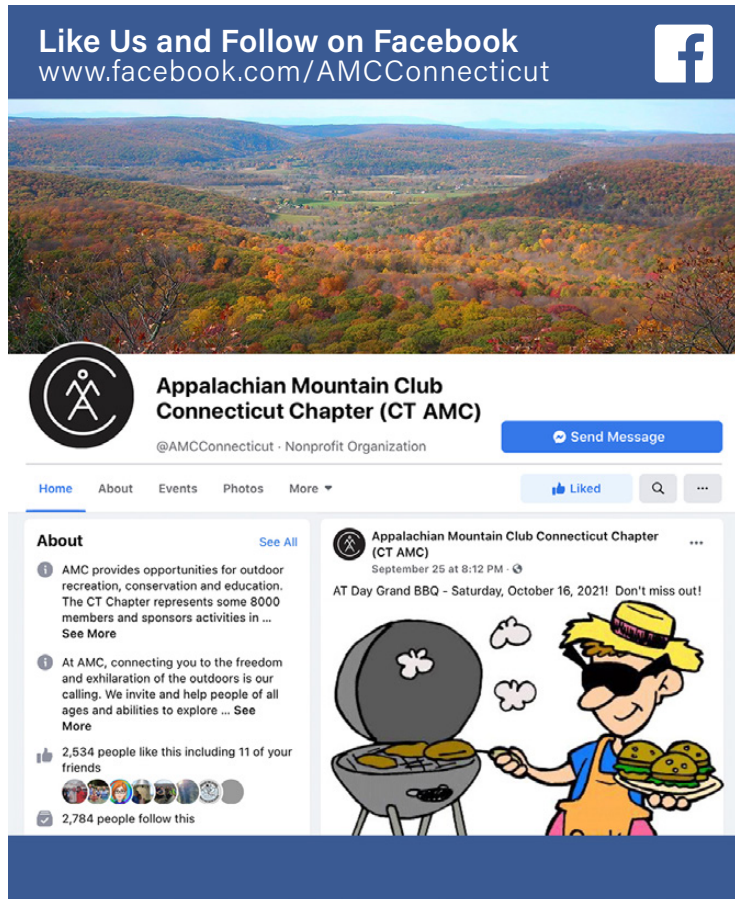 Like Us and Follow on Facebook
www.facebook.com/AMCConnecticut
Appalachian Mountain Club
Connecticut Chapter (CT AMC)
@AMCConnecticut · Nonprofit Organization
Send Message
Home About Events Photos More
Liked
About See All
AMC provides opportunities for outdoor
recreation, conservation and education.
The CT Chapter represents some 8000
members and sponsors activities in ...
See More
At AMC, connecting you to the freedom
and exhilaration of the outdoors is our
calling. We invite and help people of all
ages and abilities to explore ... See
More
2,534 people like this including 11 of your
friends
2,784 people follow this
Appalachian Mountain Club Connecticut Chapter
(CT AMC)
September 25 at 8:12 PM ·
AT Day Grand BBQ - Saturday, October 16, 2021! Don't miss out!